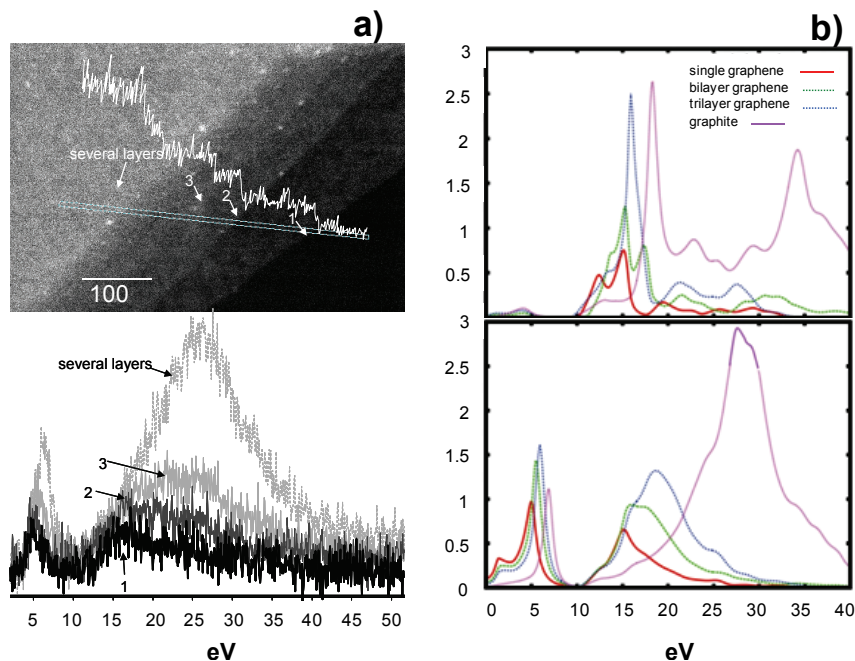 a)
several layers
3
2
1
100
several layers
3
2
1
5 10 15 20 25 30 35 40 45 50
eV
b)
3
2.5
2
1.5
1
0.5
single graphene
bilayer graphene
trilayer graphene
graphite
3
2.5
2
1.5
1
0.5
0
0 5 10 15 20 25 30 35 40
eV